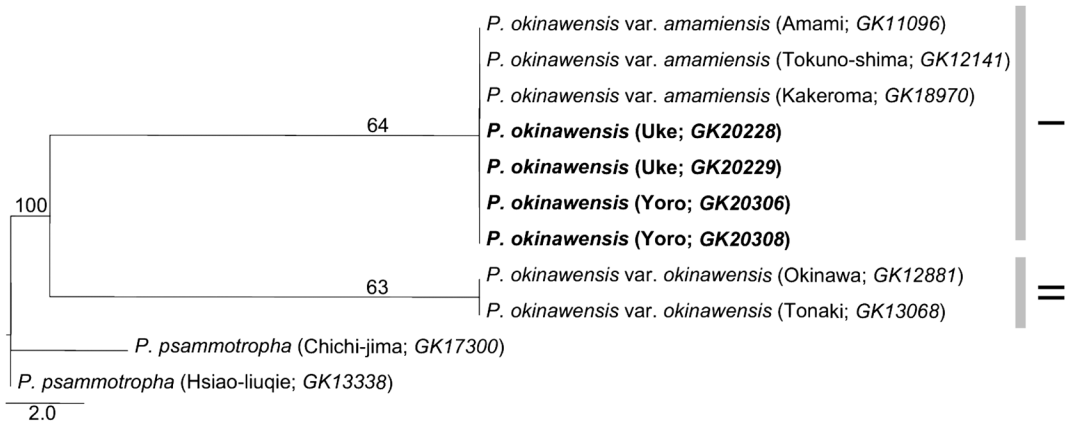 P. okinawensis var. amamiensis (Amami; GK11096)
P. okinawensis var. amamiensis (Tokuno-shima; GK12141)
P. okinawensis var. amamiensis (Kakeroma; GK18970)
64
P. okinawensis (Uke; GK20228)
I
P. okinawensis (Uke; GK20229)
100
P. okinawensis (Yoro; GK20306)
P. okinawensis (Yoro; GK20308)
P. okinawensis var. okinawensis (Okinawa; GK12881)
63
II
P. okinawensis var. okinawensis (Tonaki; GK13068)
P. psammotropha (Chichi-jima; GK17300)
P. psammotropha (Hsiao-liuqie; GK13338)
2.0